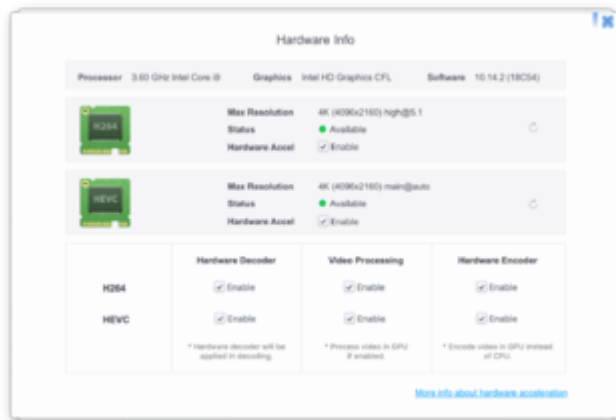 Hardware Info
Processor 3.60 GHz Intel Core i9 Graphics Intel HD Graphics CFL Software 10.14.2 (18C54)
H264
Max Resolution 4K (4096x2160) high@5.1
Status Available
Hardware Accel Enable
HEVC
Max Resolution 4K (4096x2160) main@auto
Status Available
Hardware Accel Enable
Hardware Decoder Video Processing Hardware Encoder
H264 Enable Enable Enable
HEVC Enable Enable Enable
* Hardware decoder will be * Process video in GPU * Encode video in GPU instead
applied in decoding. if enabled. of CPU.
More info about hardware acceleration